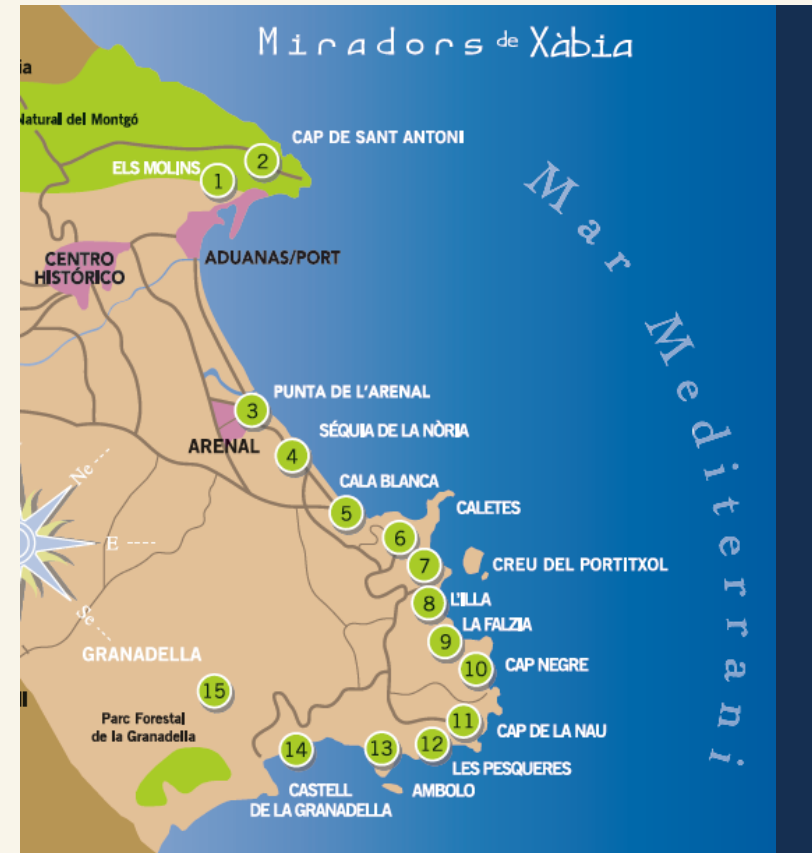 Miradors de Xàbia
ia
Natural del Montgó
CAP DE SANT ANTONI
ELS MOLINS
2
1
CENTRO
HISTÓRICO
ADUANAS/PORT
Mar Mediterrani
PUNTA DE L'ARENAL
3
ARENAL
SÉQUIA DE LA NÒRIA
4
CALA BLANCA
5
CALETES
6
Ne
E
Se
CREU DEL PORTITXOL
7
L'ILLA
8
LA FALZIA
9
GRANADELLA
10
CAP NEGRE
15
ll
Parc Forestal
de la Granadella
11
CAP DE LA NAU
12
LES PESQUERES
13
AMBOLO
14
CASTELL
DE LA GRANADELLA